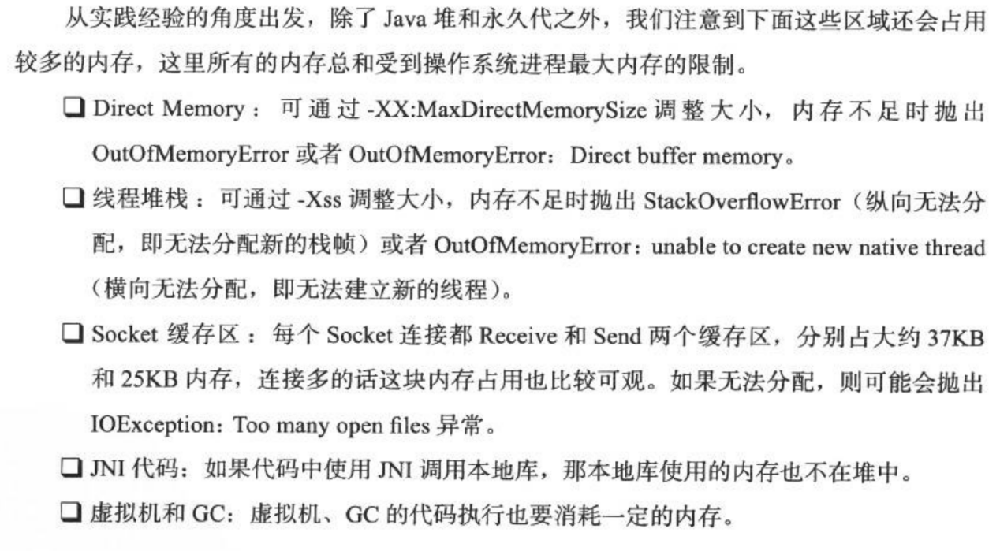 从实践经验的角度出发，除了 Java 堆和永久代之外，我们注意到下面这些区域还会占用
较多的内存，这里所有的内存总和受到操作系统进程最大内存的限制。
❑ Direct Memory：可通过 -XX:MaxDirectMemorySize 调整大小，内存不足时抛出
OutOfMemoryError 或者 OutOfMemoryError：Direct buffer memory。
❑ 线程堆栈：可通过 -Xss 调整大小，内存不足时抛出 StackOverflowError（纵向无法分
配，即无法分配新的栈帧）或者 OutOfMemoryError：unable to create new native thread
（横向无法分配，即无法建立新的线程）。
❑ Socket 缓存区：每个 Socket 连接都 Receive 和 Send 两个缓存区，分别占大约 37KB
和 25KB 内存，连接多的话这块内存占用也比较可观。如果无法分配，则可能会抛出
IOException：Too many open files 异常。
❑ JNI 代码：如果代码中使用 JNI 调用本地库，那本地库使用的内存也不在堆中。
❑ 虚拟机和 GC：虚拟机、GC 的代码执行也要消耗一定的内存。